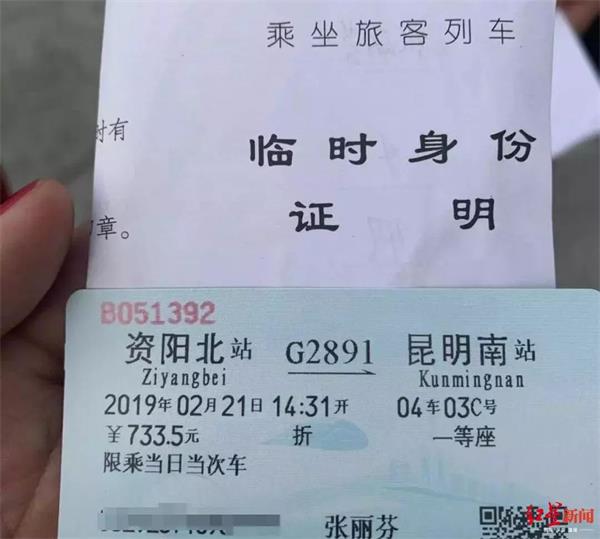 乘坐旅客列车
时有
临时身份
证明
章。
B051392
资阳北站 G2891 昆明南站
Ziyangbei Kunmingnan
2019年02月21日 14:31开 04车03C号
￥733.5元 折 一等座
限乘当日当次车
张丽芬
红星新闻